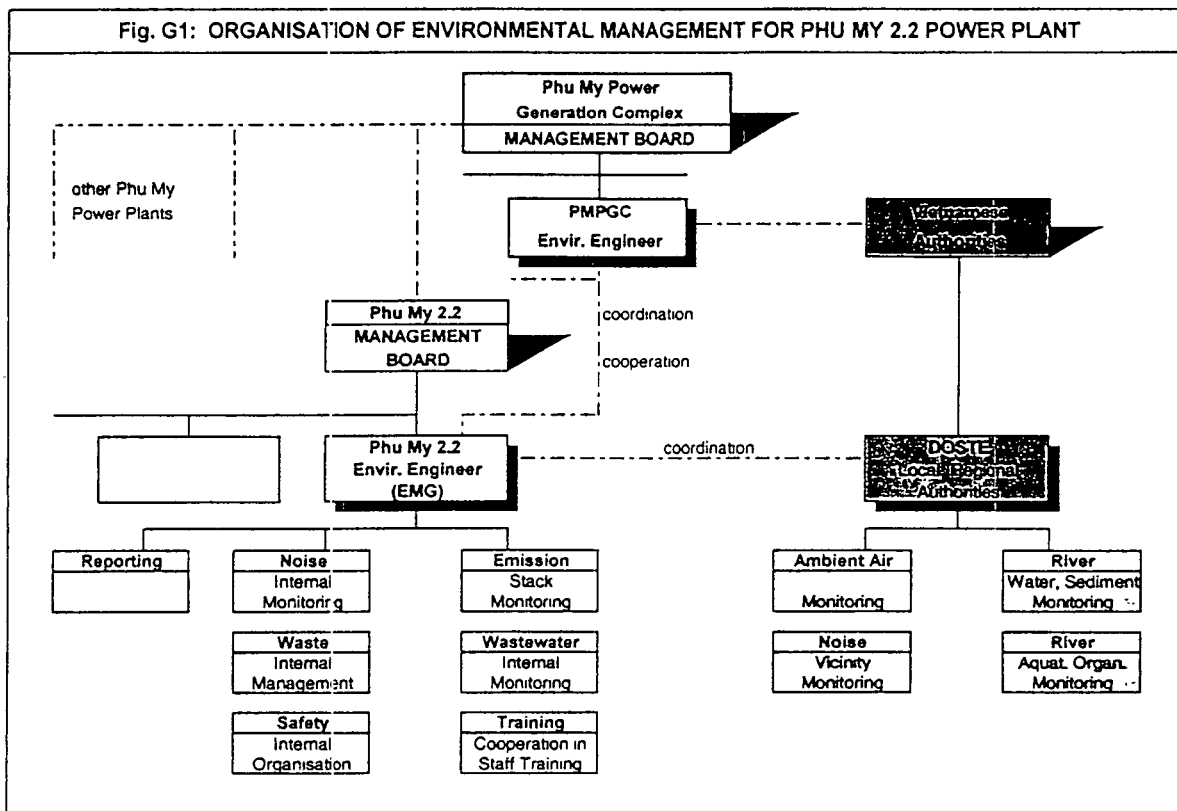 Fig. G1: ORGANISATION OF ENVIRONMENTAL MANAGEMENT FOR PHU MY 2.2 POWER PLANT
Phu My Power
Generation Complex
MANAGEMENT BOARD
other Phu My
Power Plants
PMPGC
Envir. Engineer
Vietnamese
Authorities
Phu My 2.2
MANAGEMENT
BOARD
coordination
cooperation
Phu My 2.2
Envir. Engineer
(EMG)
coordination
DOSTE
Local, Regional
Authorities
Reporting
Noise
Internal
Monitoring
Emission
Stack
Monitoring
Ambient Air
Monitoring
River
Water, Sediment
Monitoring
Waste
Internal
Management
Wastewater
Internal
Monitoring
Noise
Vicinity
Monitoring
River
Aquat. Organ.
Monitoring
Safety
Internal
Organisation
Training
Cooperation in
Staff Training